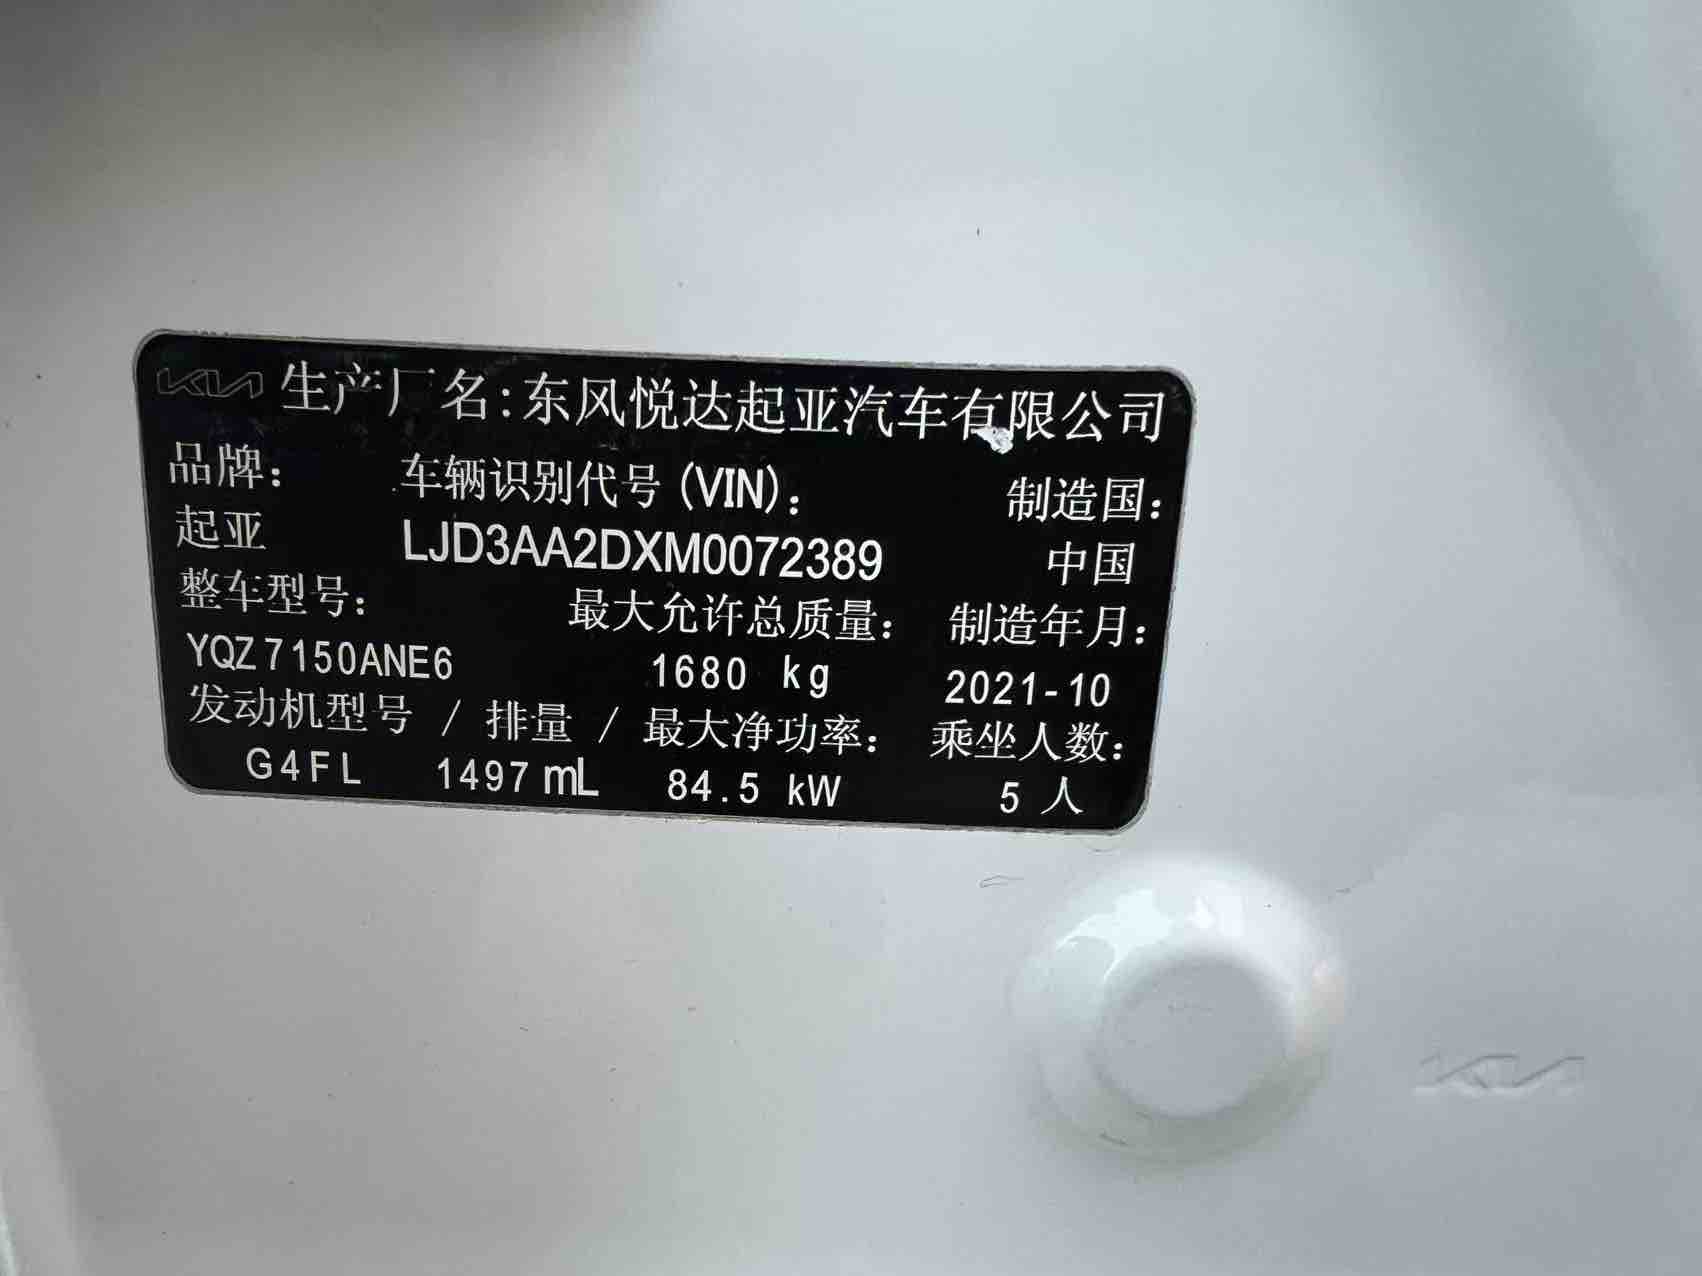 KIA 生产厂名:东风悦达起亚汽车有限公司
品牌: 车辆识别代号(VIN): 制造国:
起亚 LJD3AA2DXM0072389 中国
整车型号: 最大允许总质量: 制造年月:
YQZ7150ANE6 1680 kg 2021-10
发动机型号 / 排量 / 最大净功率: 乘坐人数:
G4FL 1497 mL 84.5 kW 5 人
KIA